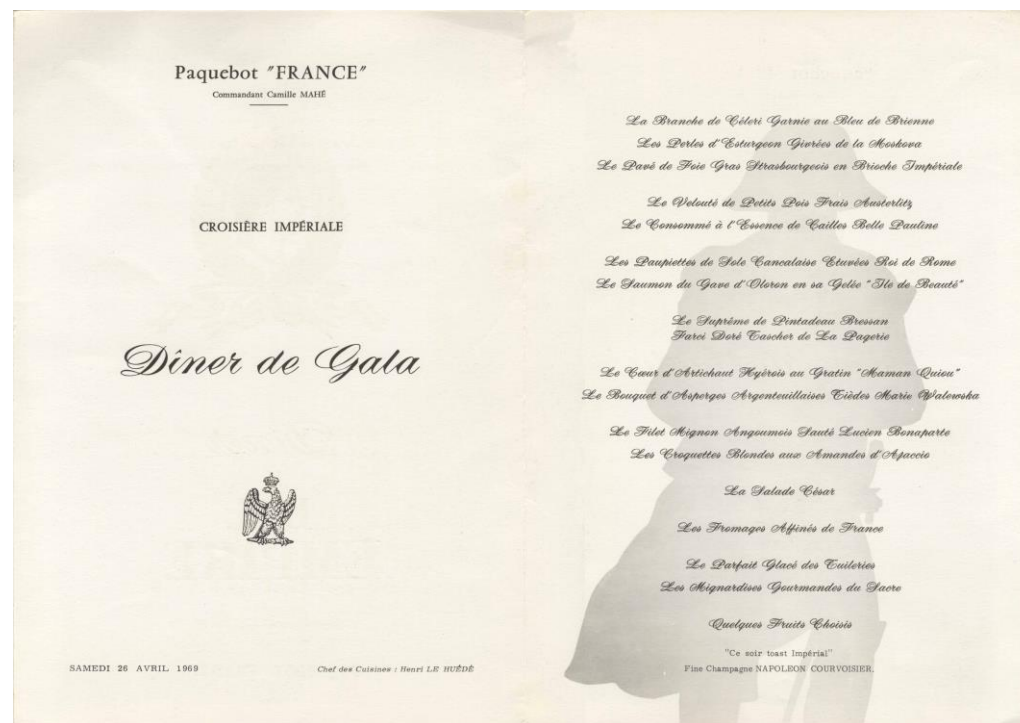 Paquebot "FRANCE"
Commandant Camille MAHÉ
CROISIÈRE IMPÉRIALE
Dîner de Gala
SAMEDI 26 AVRIL 1969
Chef des Cuisines : Henri LE HUÉDÉ
La Branche de Céleri Garnie au Bleu de Brienne
Les Perles d'Esturgeon Givrées de la Moskova
Le Pavé de Foie Gras Strasbourgeois en Brioche Impériale
Le Velouté de Petits Pois Frais Austerlitz
Le Consommé à l'Essence de Cailles Belle Pauline
Les Paupiettes de Sole Cancalaise Etuvées Roi de Rome
Le Saumon du Gave d'Oloron en sa Gelée "Ile de Beauté"
Le Suprême de Pintadeau Bressan
Farci Doré Tascher de La Pagerie
Le Cœur d'Artichaut Hyèrois au Gratin "Maman Quiou"
Le Bouquet d'Asperges Argenteuillaises Tièdes Marie Walewska
Le Filet Mignon Angoumois Sauté Lucien Bonaparte
Les Croquettes Blondes aux Amandes d'Ajaccio
La Salade César
Les Fromages Affinés de France
Le Parfait Glacé des Tuileries
Les Mignardises Gourmandes du Sacre
Quelques Fruits Choisis
"Ce soir toast Impérial"
Fine Champagne NAPOLEON COURVOISIER.